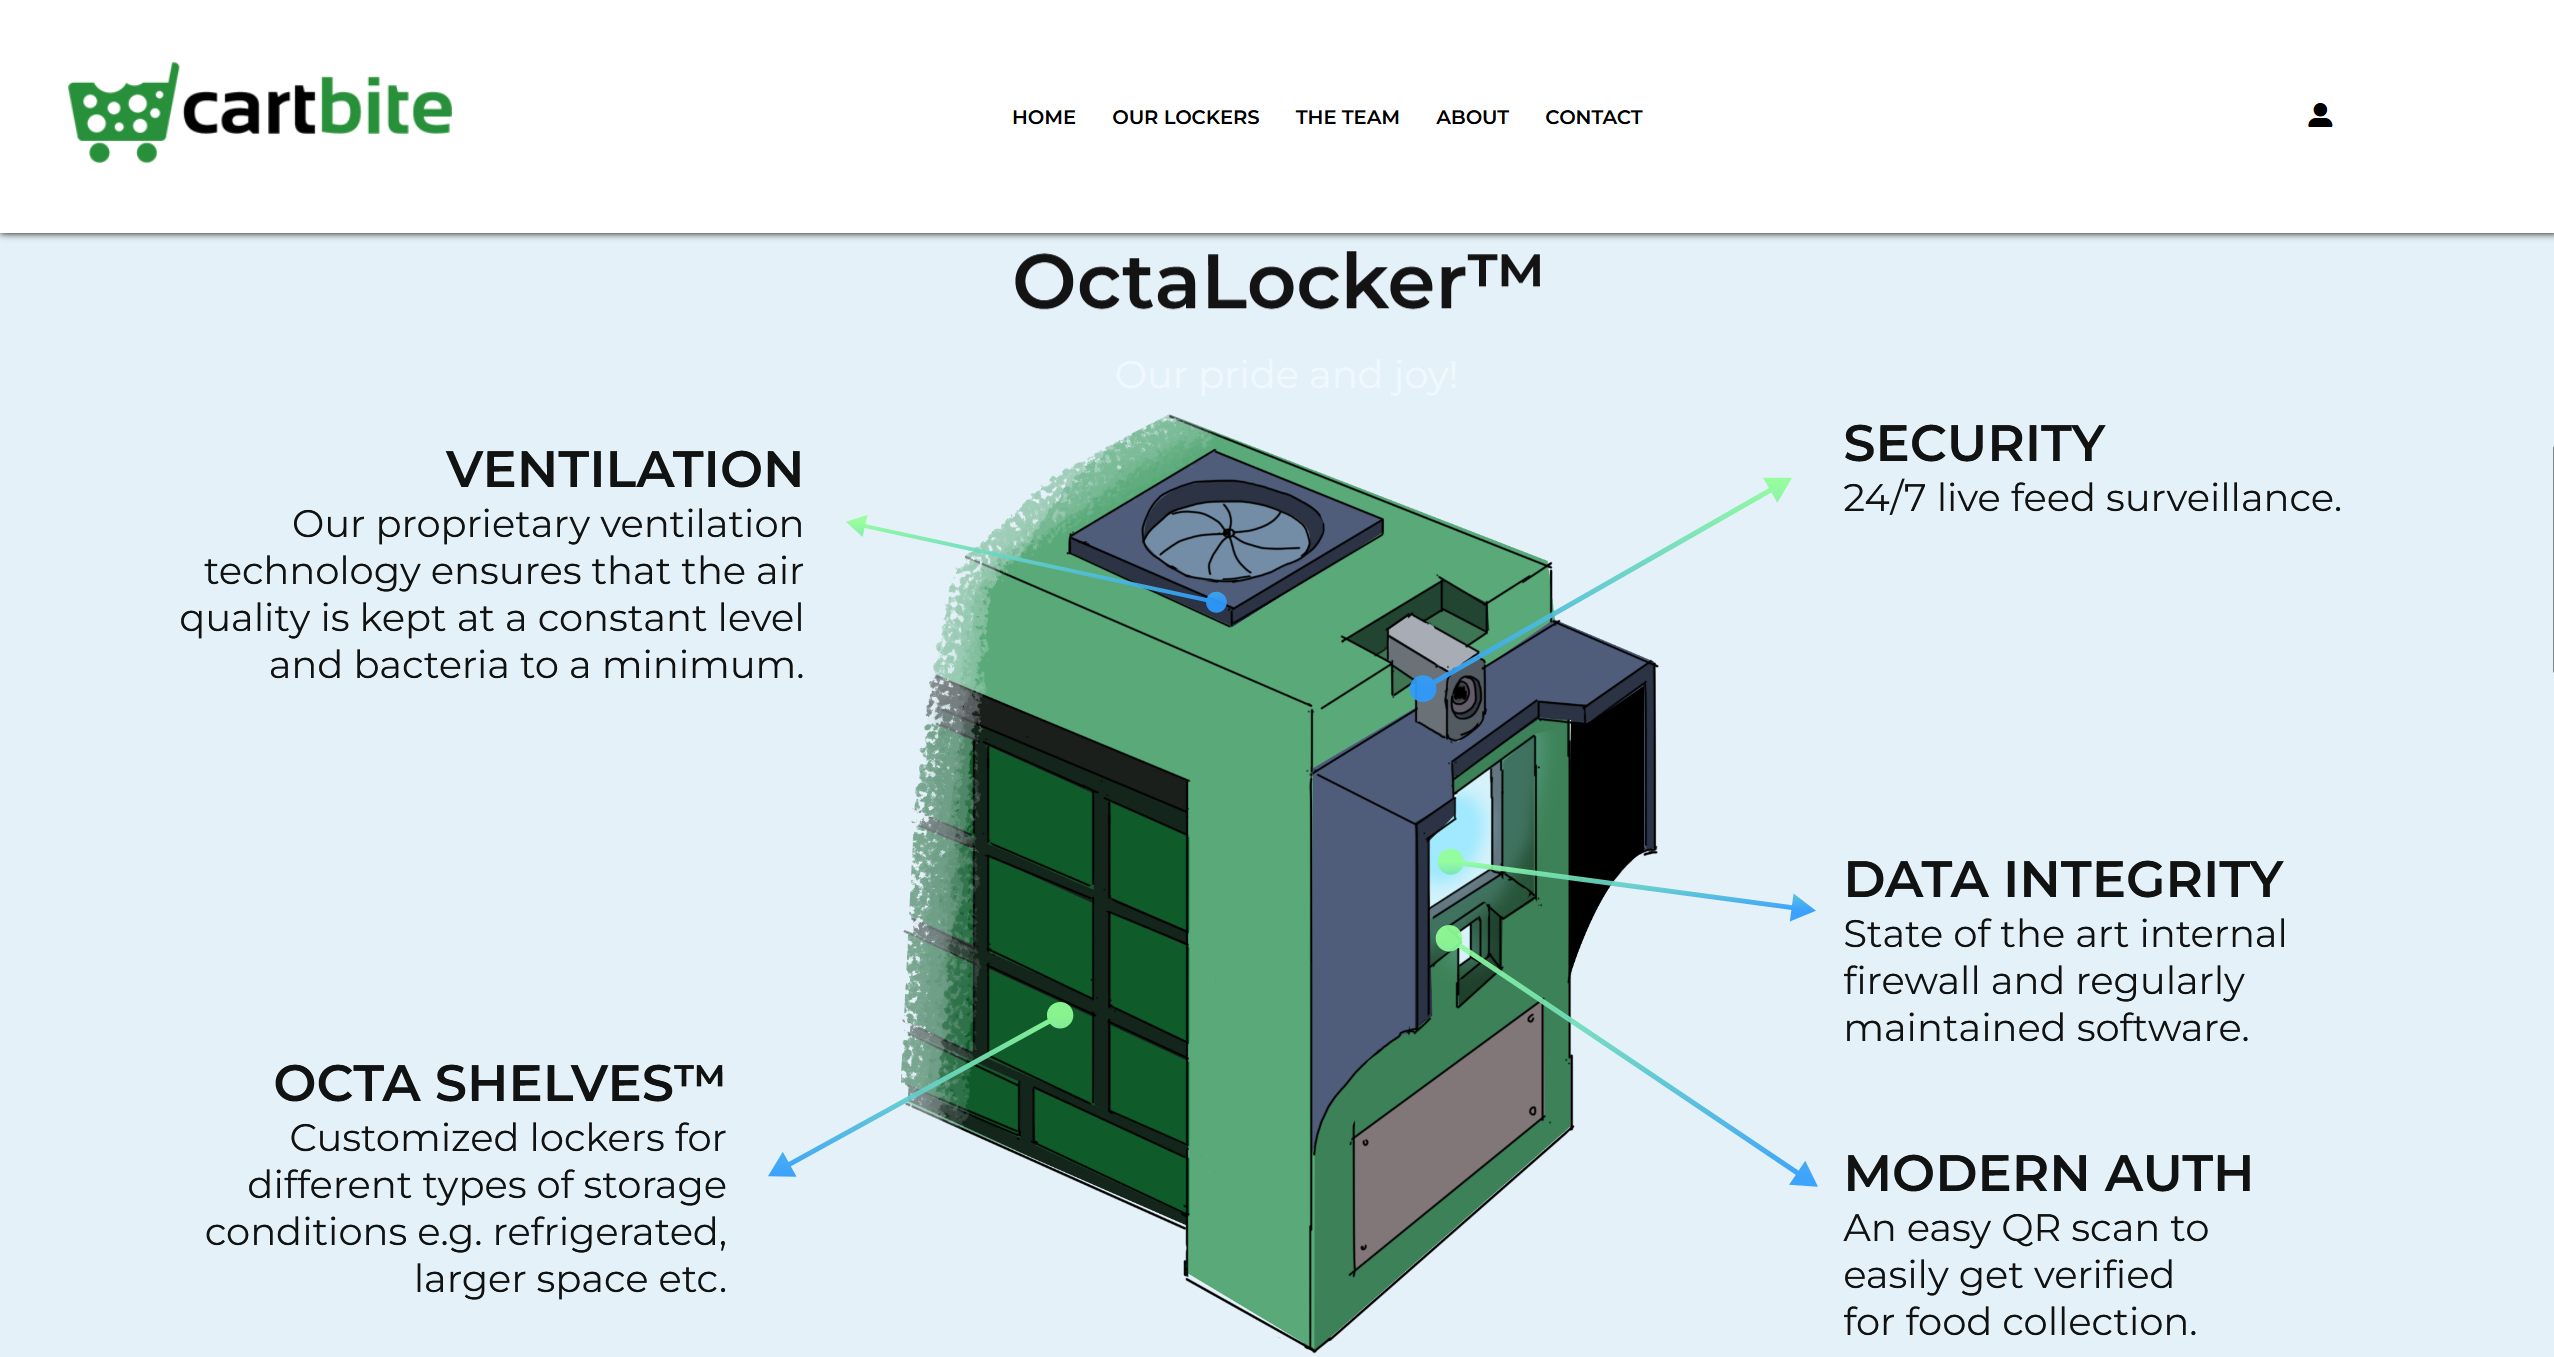 cartbite
HOME OUR LOCKERS THE TEAM ABOUT CONTACT
OctaLocker™
Our pride and joy!
VENTILATION
Our proprietary ventilation
technology ensures that the air
quality is kept at a constant level
and bacteria to a minimum.
SECURITY
24/7 live feed surveillance.
DATA INTEGRITY
State of the art internal
firewall and regularly
maintained software.
OCTA SHELVES™
Customized lockers for
different types of storage
conditions e.g. refrigerated,
larger space etc.
MODERN AUTH
An easy QR scan to
easily get verified
for food collection.